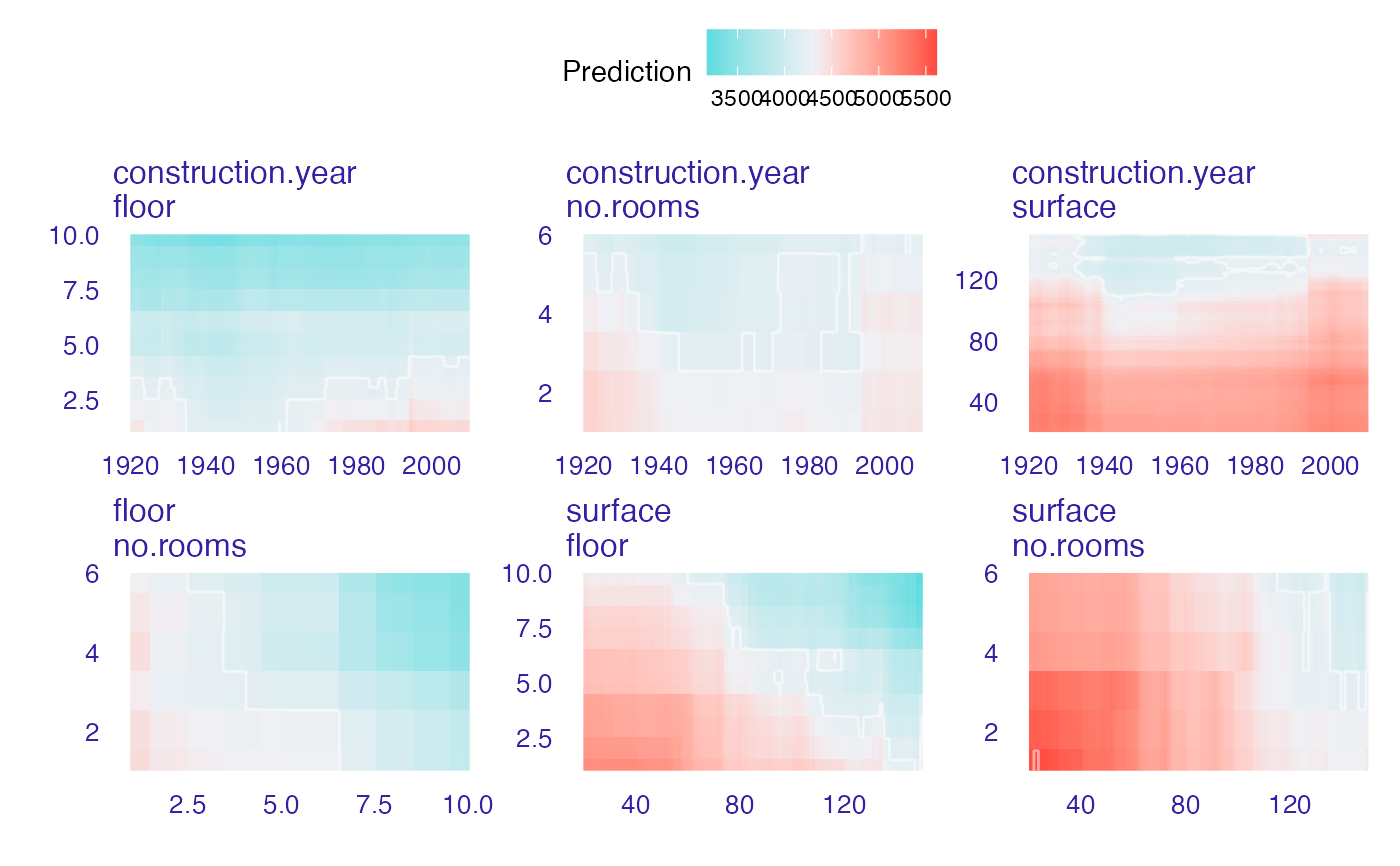 Prediction
3500 4000 4500 5000 5500
construction.year
floor
construction.year
no.rooms
construction.year
surface
10.0
7.5
5.0
2.5
1920 1940 1960 1980 2000
6
4
2
1920 1940 1960 1980 2000
120
80
40
1920 1940 1960 1980 2000
floor
no.rooms
surface
floor
surface
no.rooms
6
4
2
2.5 5.0 7.5 10.0
10.0
7.5
5.0
2.5
40 80 120
6
4
2
40 80 120